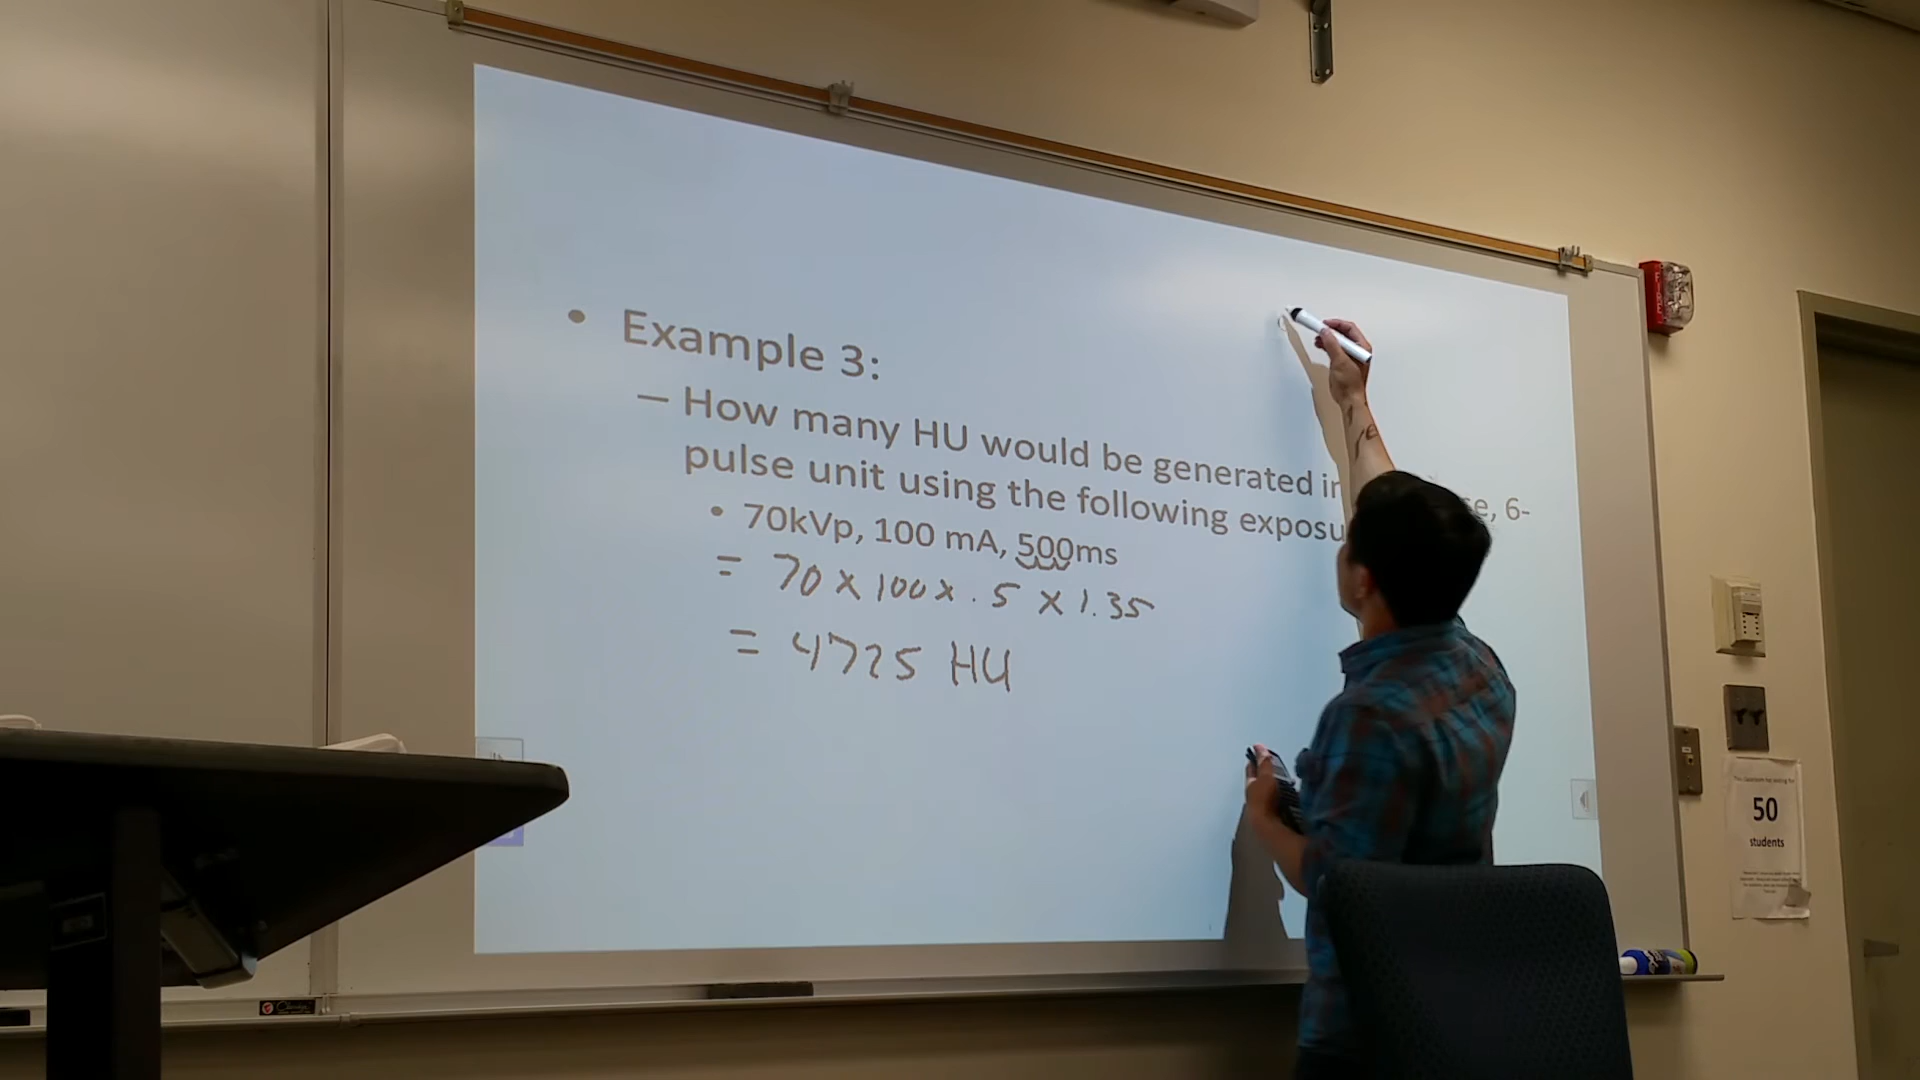 • Example 3:
– How many HU would be generated in e, 6-
pulse unit using the following exposu
• 70kVp, 100 mA, 500ms
= 70 x 100 x .5 x 1.35
= 4725 HU
50
students